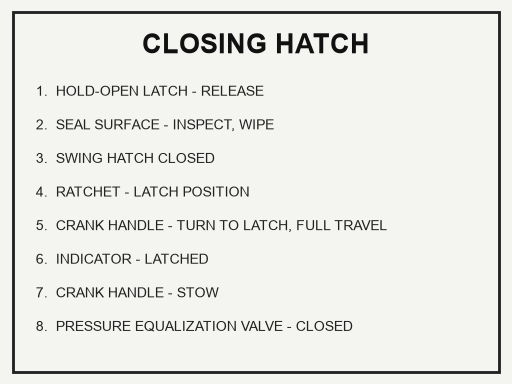 CLOSING HATCH
1. HOLD-OPEN LATCH - RELEASE
2. SEAL SURFACE - INSPECT, WIPE
3. SWING HATCH CLOSED
4. RATCHET - LATCH POSITION
5. CRANK HANDLE - TURN TO LATCH, FULL TRAVEL
6. INDICATOR - LATCHED
7. CRANK HANDLE - STOW
8. PRESSURE EQUALIZATION VALVE - CLOSED